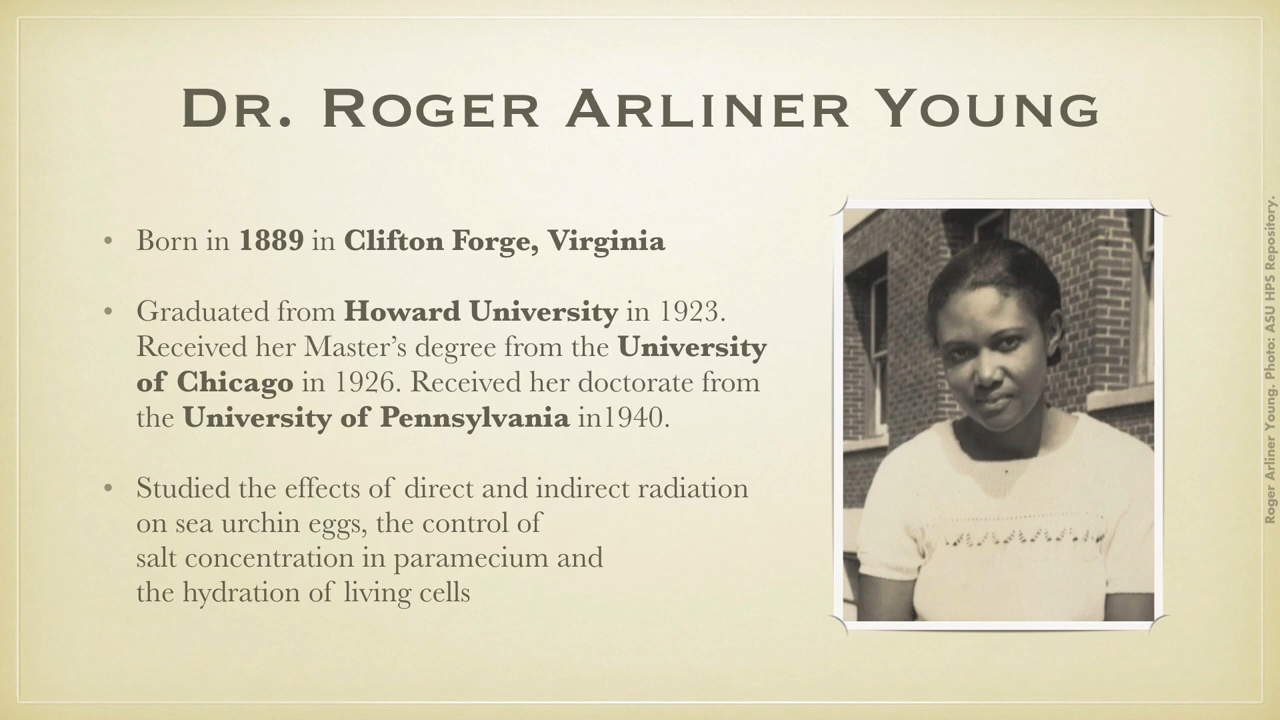 DR. ROGER ARLINER YOUNG
• Born in 1889 in Clifton Forge, Virginia
• Graduated from Howard University in 1923.
Received her Master’s degree from the University
of Chicago in 1926. Received her doctorate from
the University of Pennsylvania in1940.
• Studied the effects of direct and indirect radiation
on sea urchin eggs, the control of
salt concentration in paramecium and
the hydration of living cells
Roger Arliner Young. Photo: ASU HPS Repository.